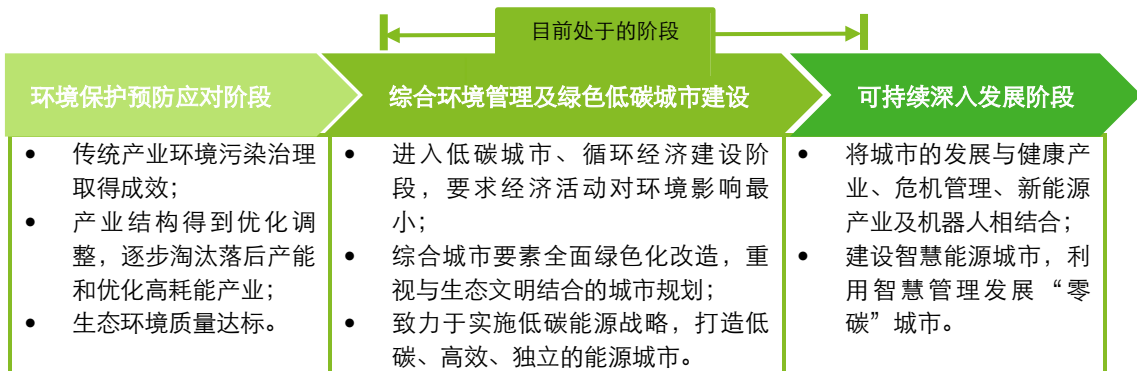 目前处于的阶段
环境保护预防应对阶段
综合环境管理及绿色低碳城市建设
可持续深入发展阶段
• 传统产业环境污染治理
取得成效；
• 产业结构得到优化调
整，逐步淘汰落后产能
和优化高耗能产业；
• 生态环境质量达标。
• 进入低碳城市、循环经济建设阶
段，要求经济活动对环境影响最
小；
• 综合城市要素全面绿色化改造，重
视与生态文明结合的城市规划；
• 致力于实施低碳能源战略，打造低
碳、高效、独立的能源城市。
• 将城市的发展与健康产
业、危机管理、新能源
产业及机器人相结合；
• 建设智慧能源城市，利
用智慧管理发展“零
碳”城市。